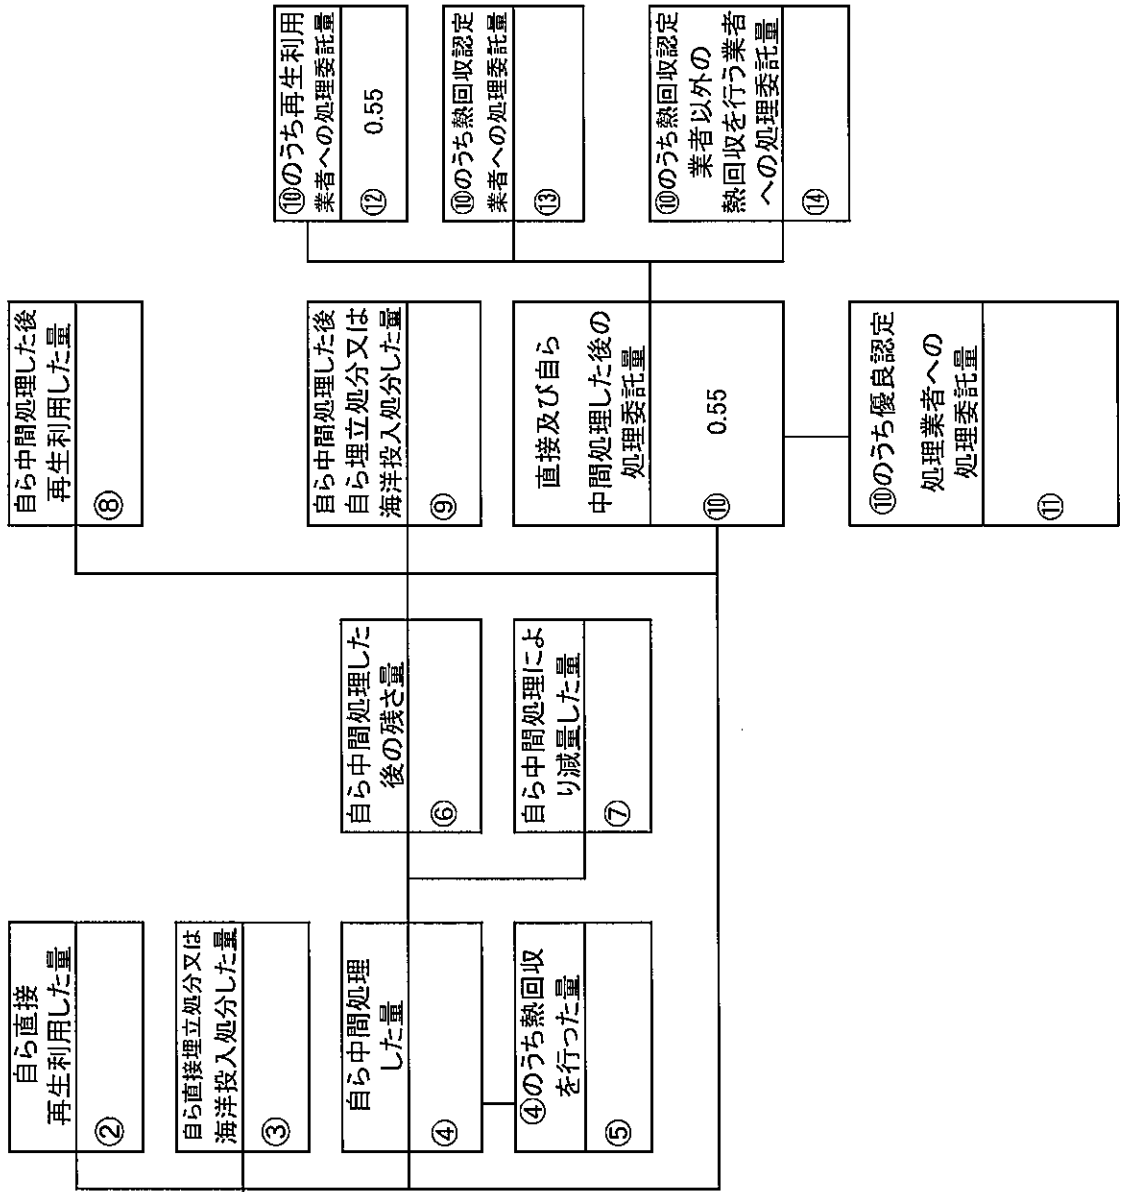 自ら直接
再生利用した量
②
自ら直接埋立処分又は
海洋投入処分した量
③
自ら中間処理
した量
④
④のうち熱回収
を行った量
⑤
自ら中間処理した
後の残さ量
⑥
自ら中間処理によ
り減量した量
⑦
自ら中間処理した後
再生利用した量
⑧
自ら中間処理した後
自ら埋立処分又は
海洋投入処分した量
⑨
直接及び自ら
中間処理した後の
処理委託量
⑩ 0.55
⑩のうち優良認定
処理業者への
処理委託量
⑪
⑩のうち再生利用
業者への処理委託量
⑫ 0.55
⑩のうち熱回収認定
業者への処理委託量
⑬
⑩のうち熱回収認定
業者以外の
熱回収を行う業者
への処理委託量
⑭